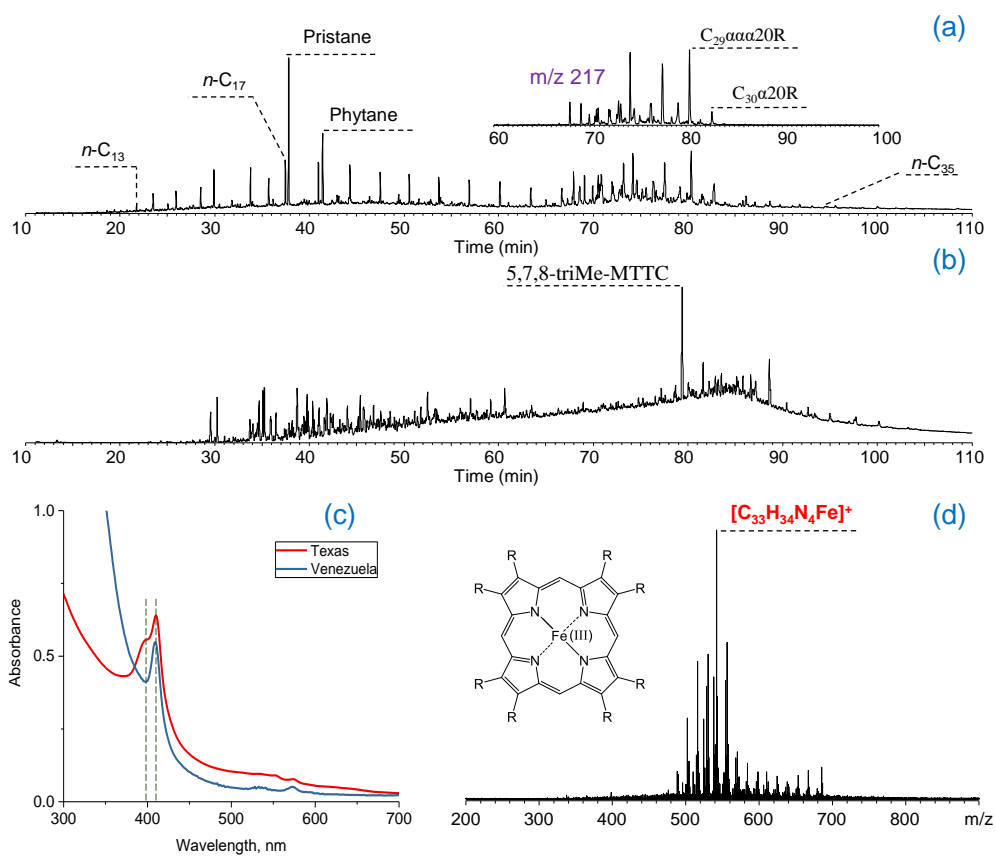 (a)
Pristane
C₂₉ααα20R
m/z 217
n-C₁₇
C₃₀α20R
Phytane
60 70 80 90 100
n-C₁₃
n-C₃₅
10 20 30 40 50 60 70 80 90 100 110
Time (min)
(b)
5,7,8-triMe-MTTC
10 20 30 40 50 60 70 80 90 100 110
Time (min)
(c)
1.0
Texas
Venezuela
0.5
Absorbance
0.0
300 400 500 600 700
Wavelength, nm
(d)
[C₃₃H₃₄N₄Fe]⁺
R R
R R
N N
Fe(III)
N N
R R
R R
200 300 400 500 600 700 800 m/z